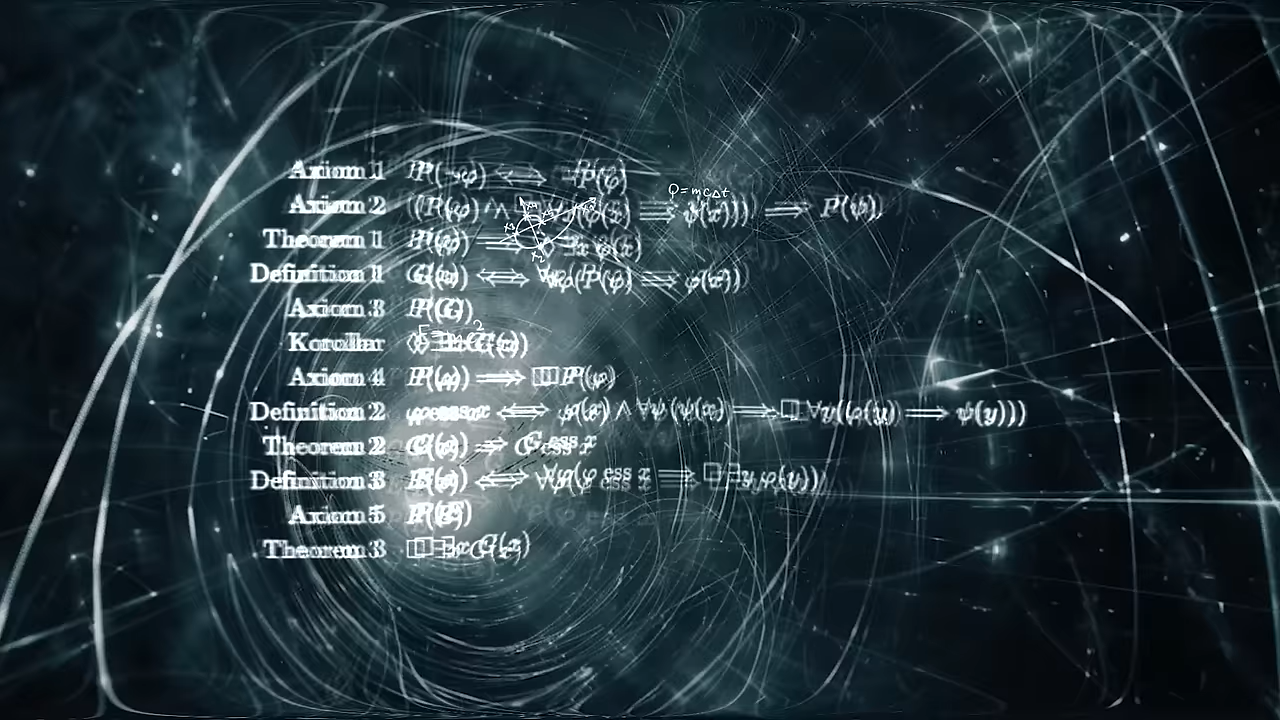 Axiom 1 P(¬φ) ⟺ ¬P(φ)
Q=mcΔt
Axiom 2 (P(φ) ∧ (x) ⟹ ψ(x))) ⟹ P(ψ)
Theorem 1 P(φ) ⟹ x φ(x)
Definition 1 G(x) ⟺ ∀φ(P(φ) ⟹ φ(x))
Axiom 3 P(G)
Korollar ◇ ∃x G(x)
Axiom 4 P(φ) ⟹ □ P(φ)
Definition 2 φ ess x ⟺ φ(x) ∧ ∀ψ(ψ(x) ⟹ □ ∀y(φ(y) ⟹ ψ(y)))
Theorem 2 G(x) ⟹ G ess x
Definition 3 E(x) ⟺ ∀φ(φ ess x ⟹ □ ∃y φ(y))
Axiom 5 P(E)
Theorem 3 □ ∃x G(x)